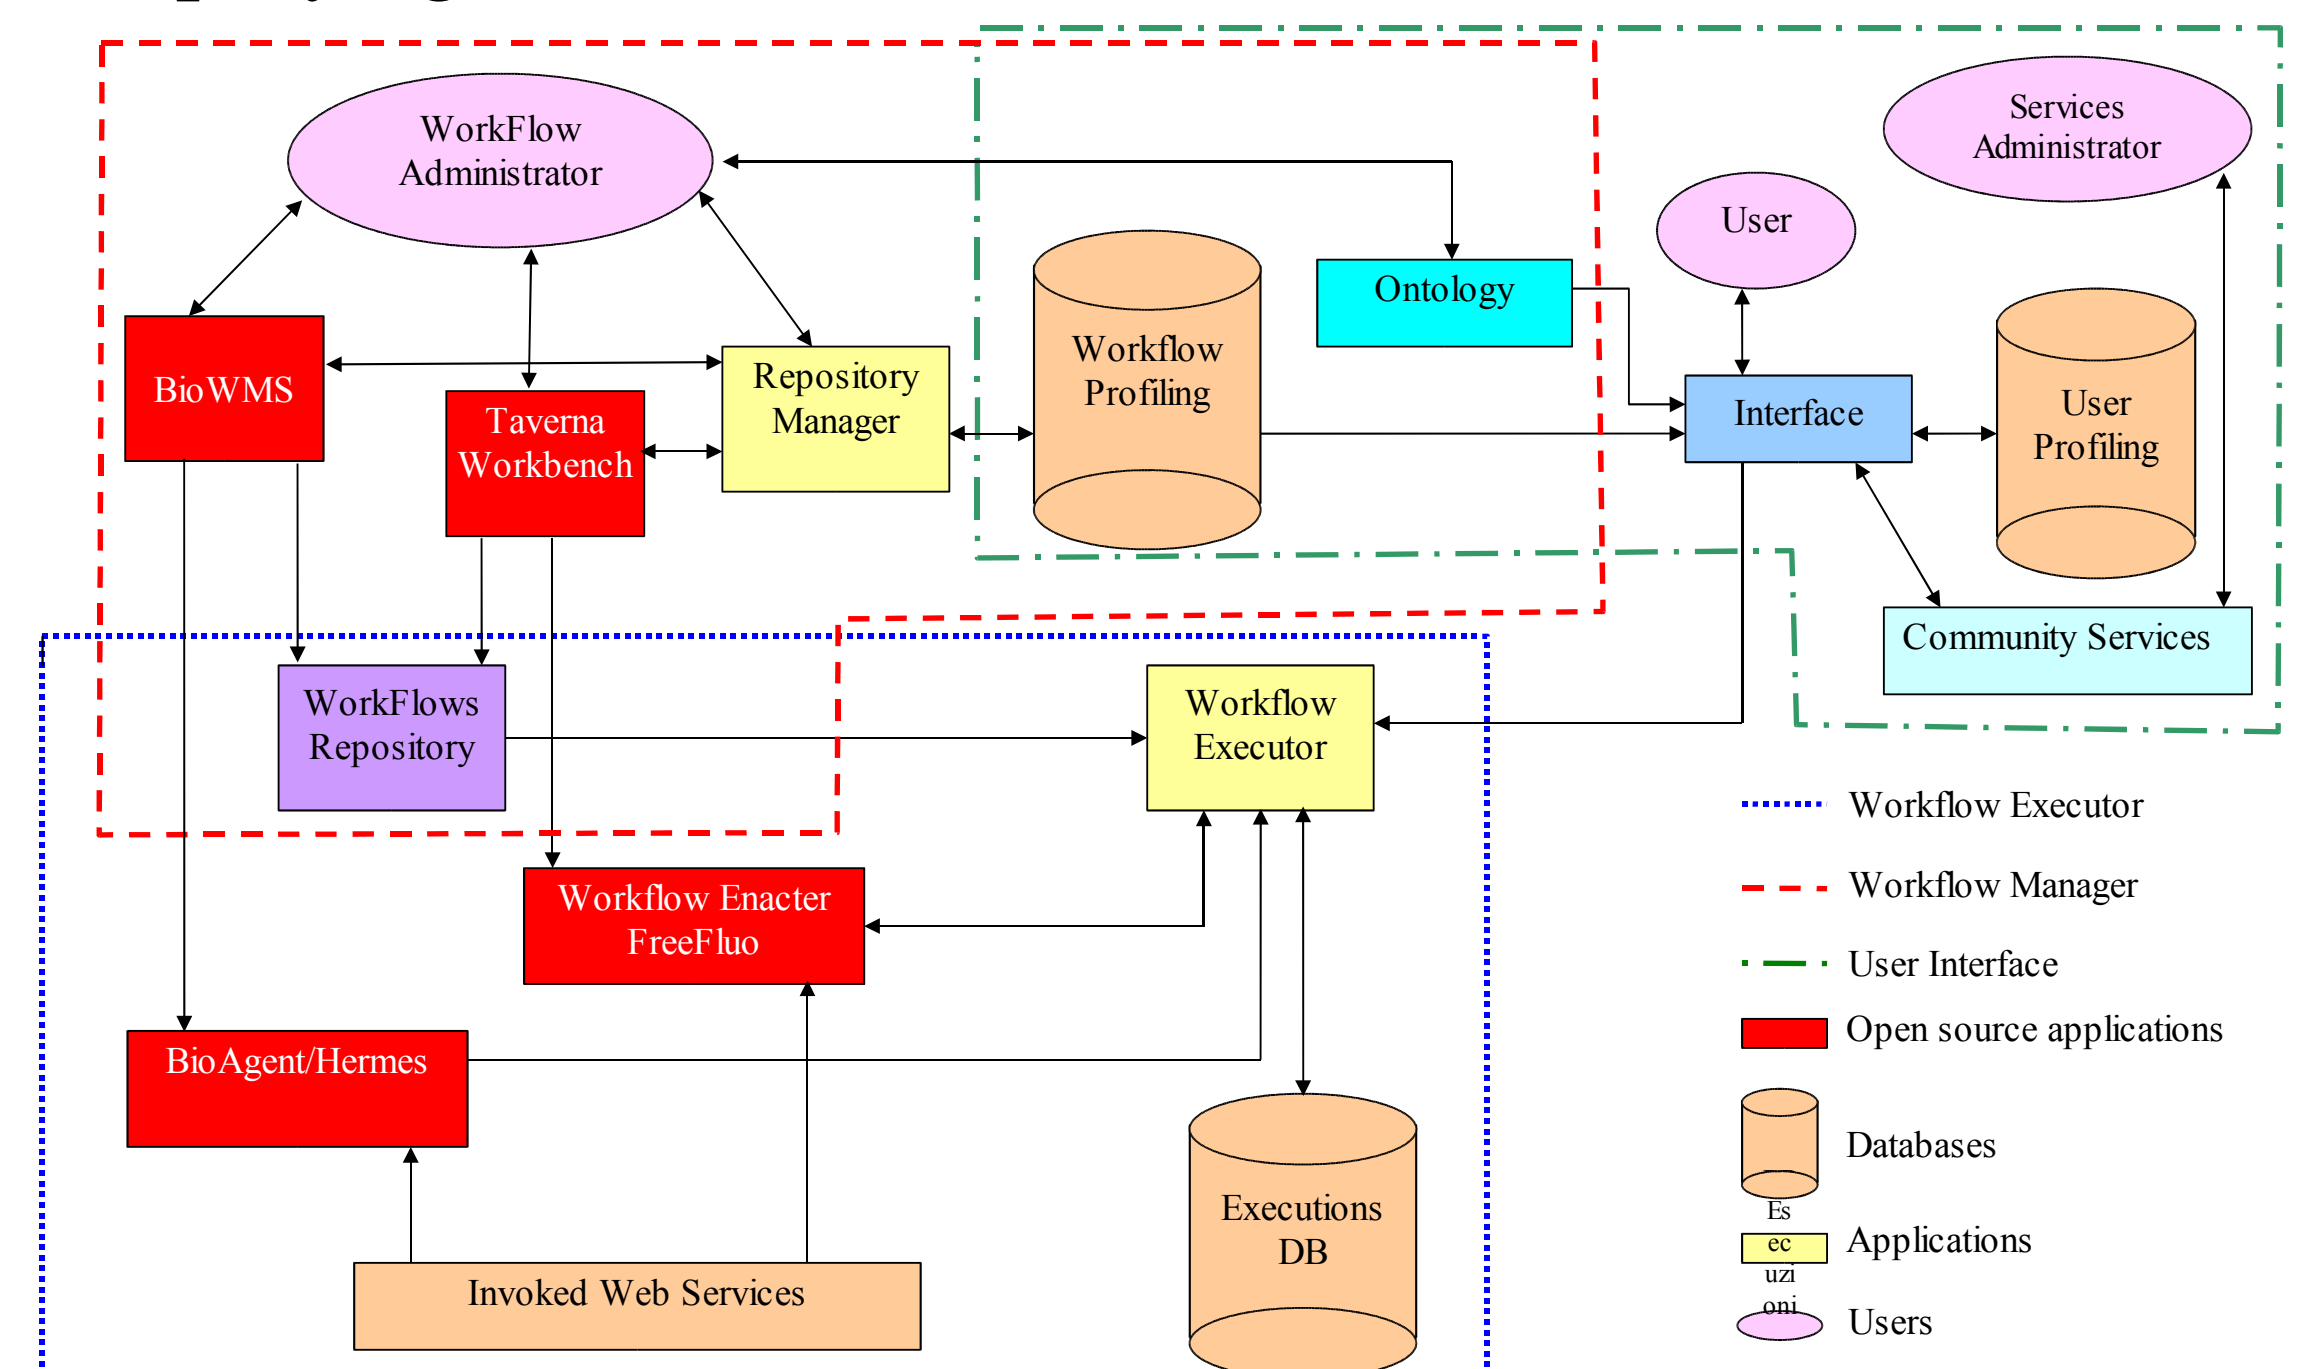 WorkFlow
Administrator
Services
Administrator
User
Ontology
Workflow
Profiling
BioWMS
Repository
Manager
Taverna
Workbench
Interface
User
Profiling
Community Services
WorkFlows
Repository
Workflow
Executor
Workflow Enacter
FreeFluo
BioAgent/Hermes
Executions
DB
Invoked Web Services
Workflow Executor
Workflow Manager
User Interface
Open source applications
Databases
Es
ec
uzi
oni
Applications
Users